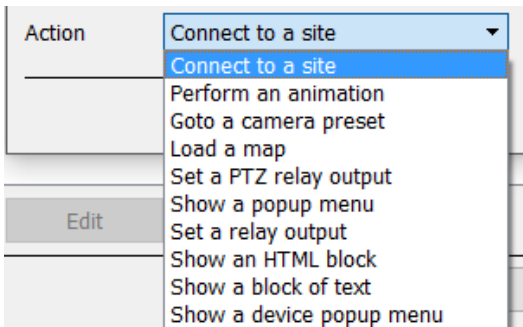 Action
Connect to a site
Connect to a site
Perform an animation
Goto a camera preset
Load a map
Set a PTZ relay output
Show a popup menu
Edit
Set a relay output
Show an HTML block
Show a block of text
Show a device popup menu